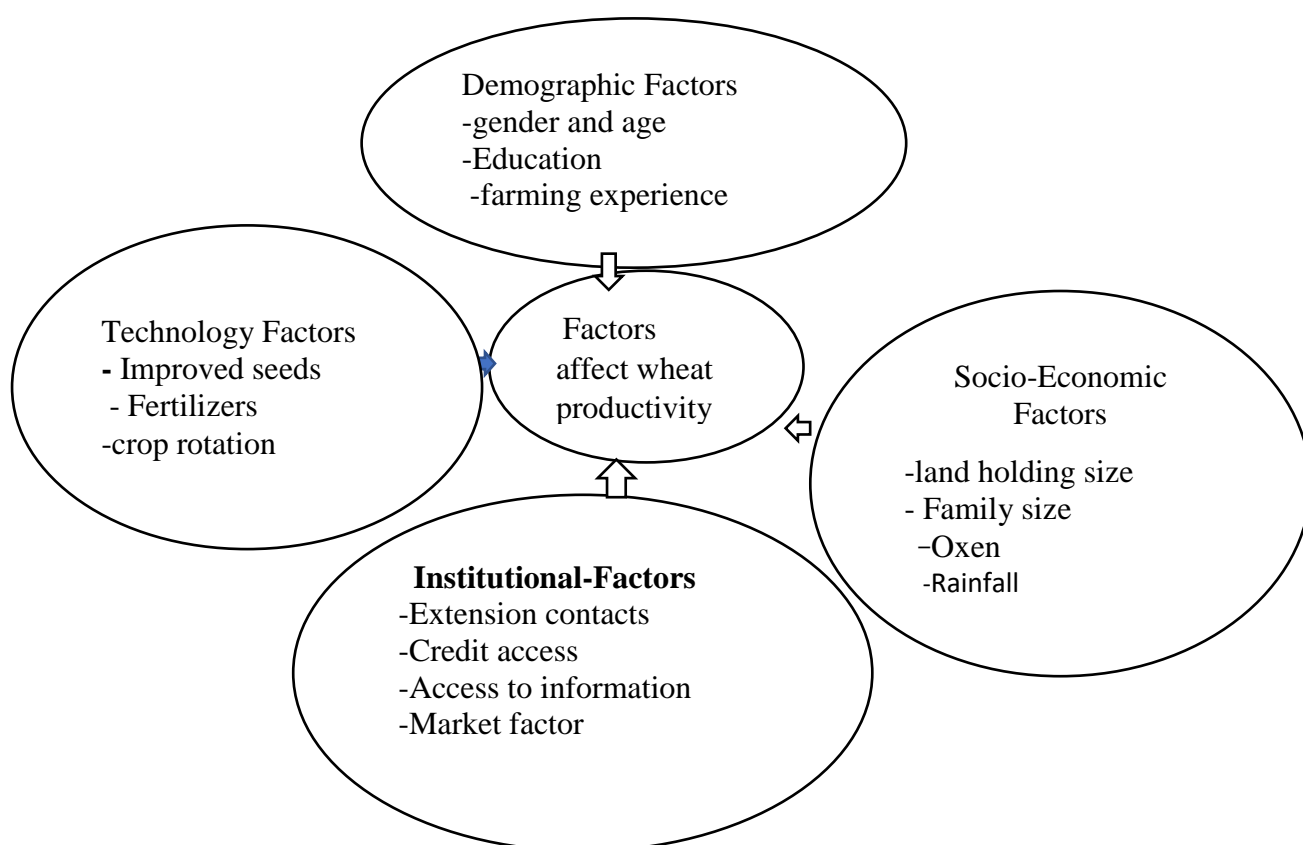 Demographic Factors
-gender and age
-Education
-farming experience
Technology Factors
- Improved seeds
- Fertilizers
-crop rotation
Factors
affect wheat
productivity
Socio-Economic
Factors
-land holding size
- Family size
-Oxen
-Rainfall
Institutional-Factors
-Extension contacts
-Credit access
-Access to information
-Market factor